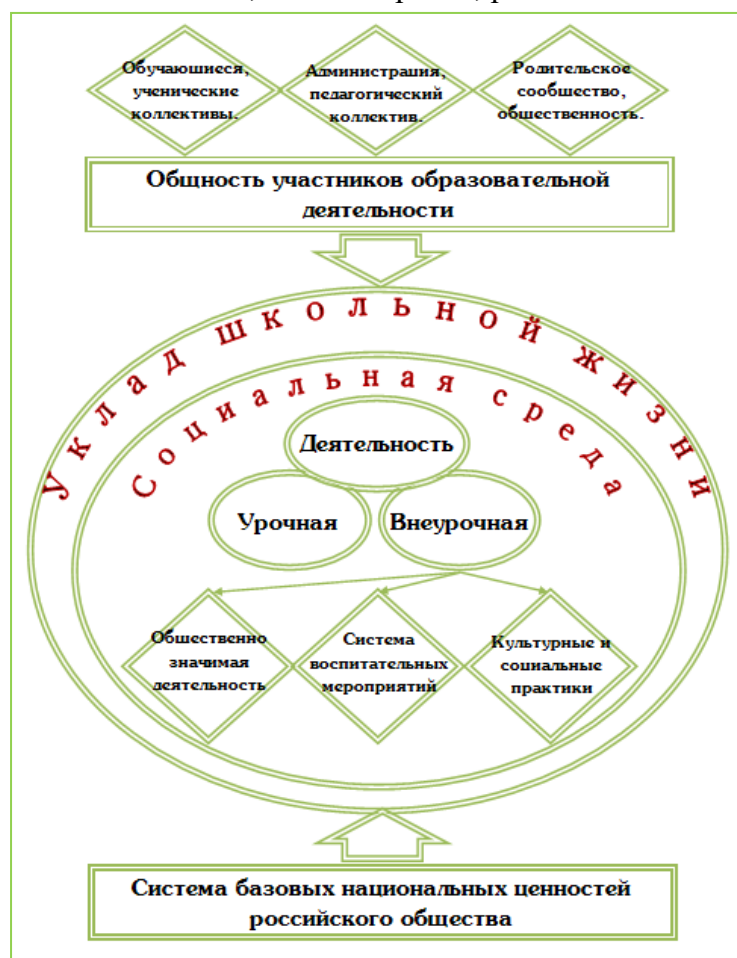 Обучающиеся,
ученические
коллективы.
Администрация,
педагогический
коллектив.
Родительское
сообщество,
общественность.
Общность участников образовательной
деятельности
Уклад школьной жизни
Социальная среда
Деятельность
Урочная
Внеурочная
Общественно
значимая
деятельность
Система
воспитательных
мероприятий
Культурные и
социальные
практики
Система базовых национальных ценностей
российского общества